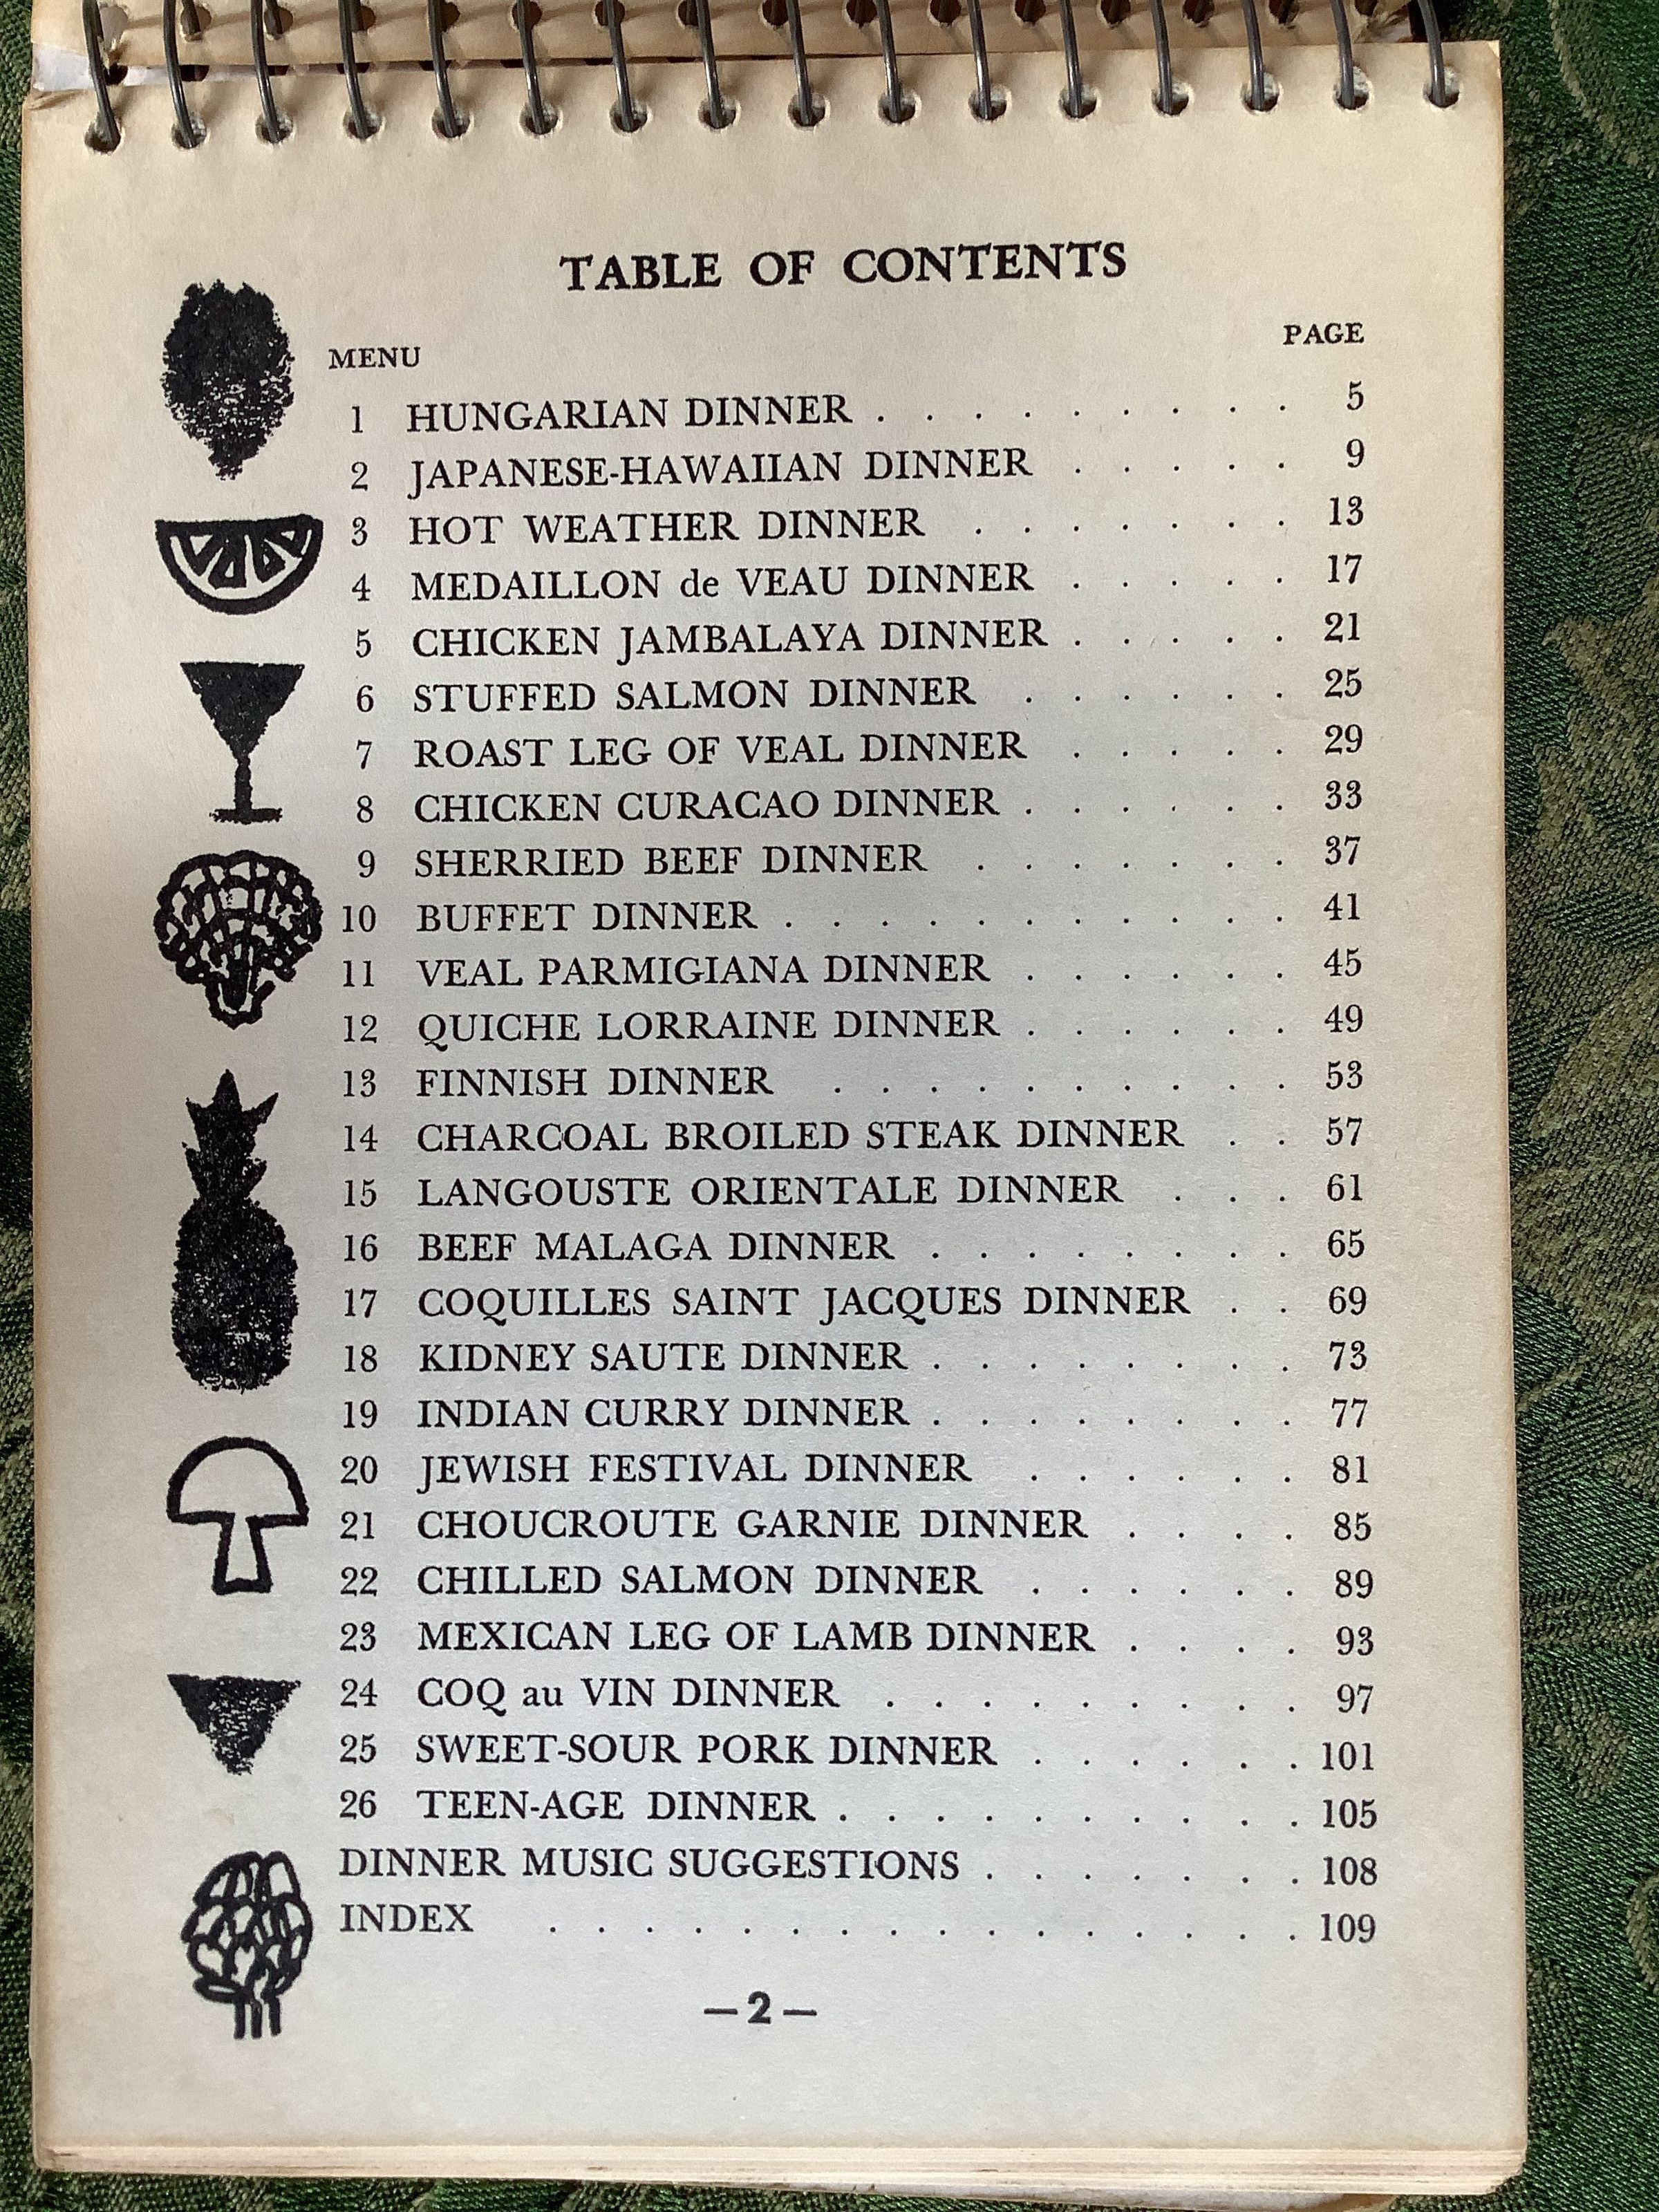 TABLE OF CONTENTS
MENU PAGE
1 HUNGARIAN DINNER . . . . . . . . . 5
2 JAPANESE-HAWAIIAN DINNER . . . . . 9
3 HOT WEATHER DINNER . . . . . . . 13
4 MEDAILLON de VEAU DINNER . . . . . 17
5 CHICKEN JAMBALAYA DINNER . . . . . 21
6 STUFFED SALMON DINNER . . . . . . 25
7 ROAST LEG OF VEAL DINNER . . . . . 29
8 CHICKEN CURACAO DINNER . . . . . . 33
9 SHERRIED BEEF DINNER . . . . . . . 37
10 BUFFET DINNER . . . . . . . . . . . 41
11 VEAL PARMIGIANA DINNER . . . . . . 45
12 QUICHE LORRAINE DINNER . . . . . . 49
13 FINNISH DINNER . . . . . . . . . . 53
14 CHARCOAL BROILED STEAK DINNER . . 57
15 LANGOUSTE ORIENTALE DINNER . . . 61
16 BEEF MALAGA DINNER . . . . . . . . 65
17 COQUILLES SAINT JACQUES DINNER . . 69
18 KIDNEY SAUTE DINNER . . . . . . . . 73
19 INDIAN CURRY DINNER . . . . . . . . 77
20 JEWISH FESTIVAL DINNER . . . . . . 81
21 CHOUCROUTE GARNIE DINNER . . . . 85
22 CHILLED SALMON DINNER . . . . . . 89
23 MEXICAN LEG OF LAMB DINNER . . . . 93
24 COQ au VIN DINNER . . . . . . . . . 97
25 SWEET-SOUR PORK DINNER . . . . . . 101
26 TEEN-AGE DINNER . . . . . . . . . . 105
DINNER MUSIC SUGGESTIONS . . . . . . . 108
INDEX . . . . . . . . . . . . . . . . 109
—2—